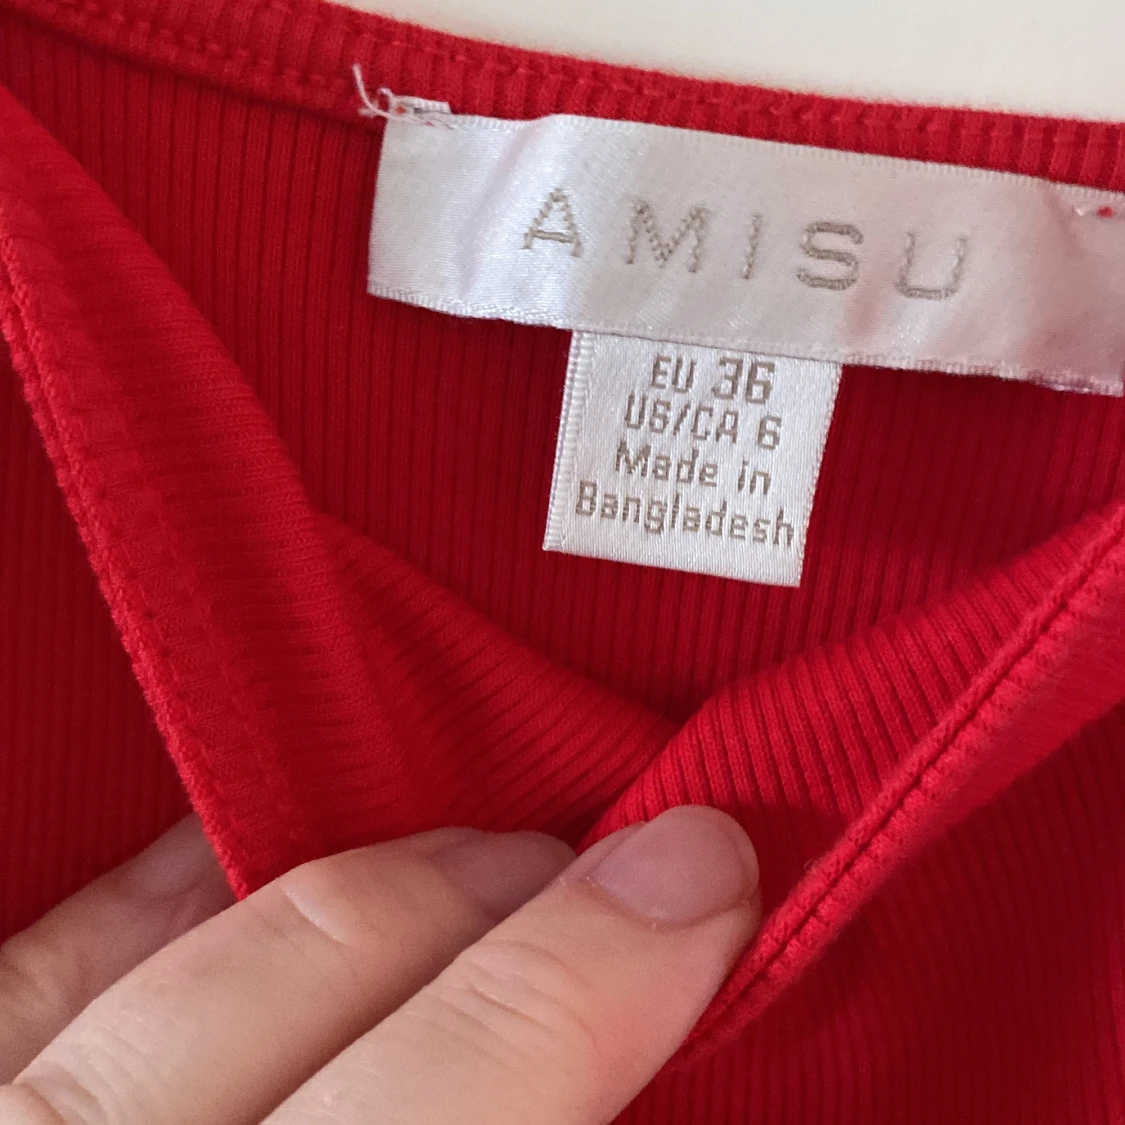 AMISU
EU 36
US/CA 6
Made in
Bangladesh